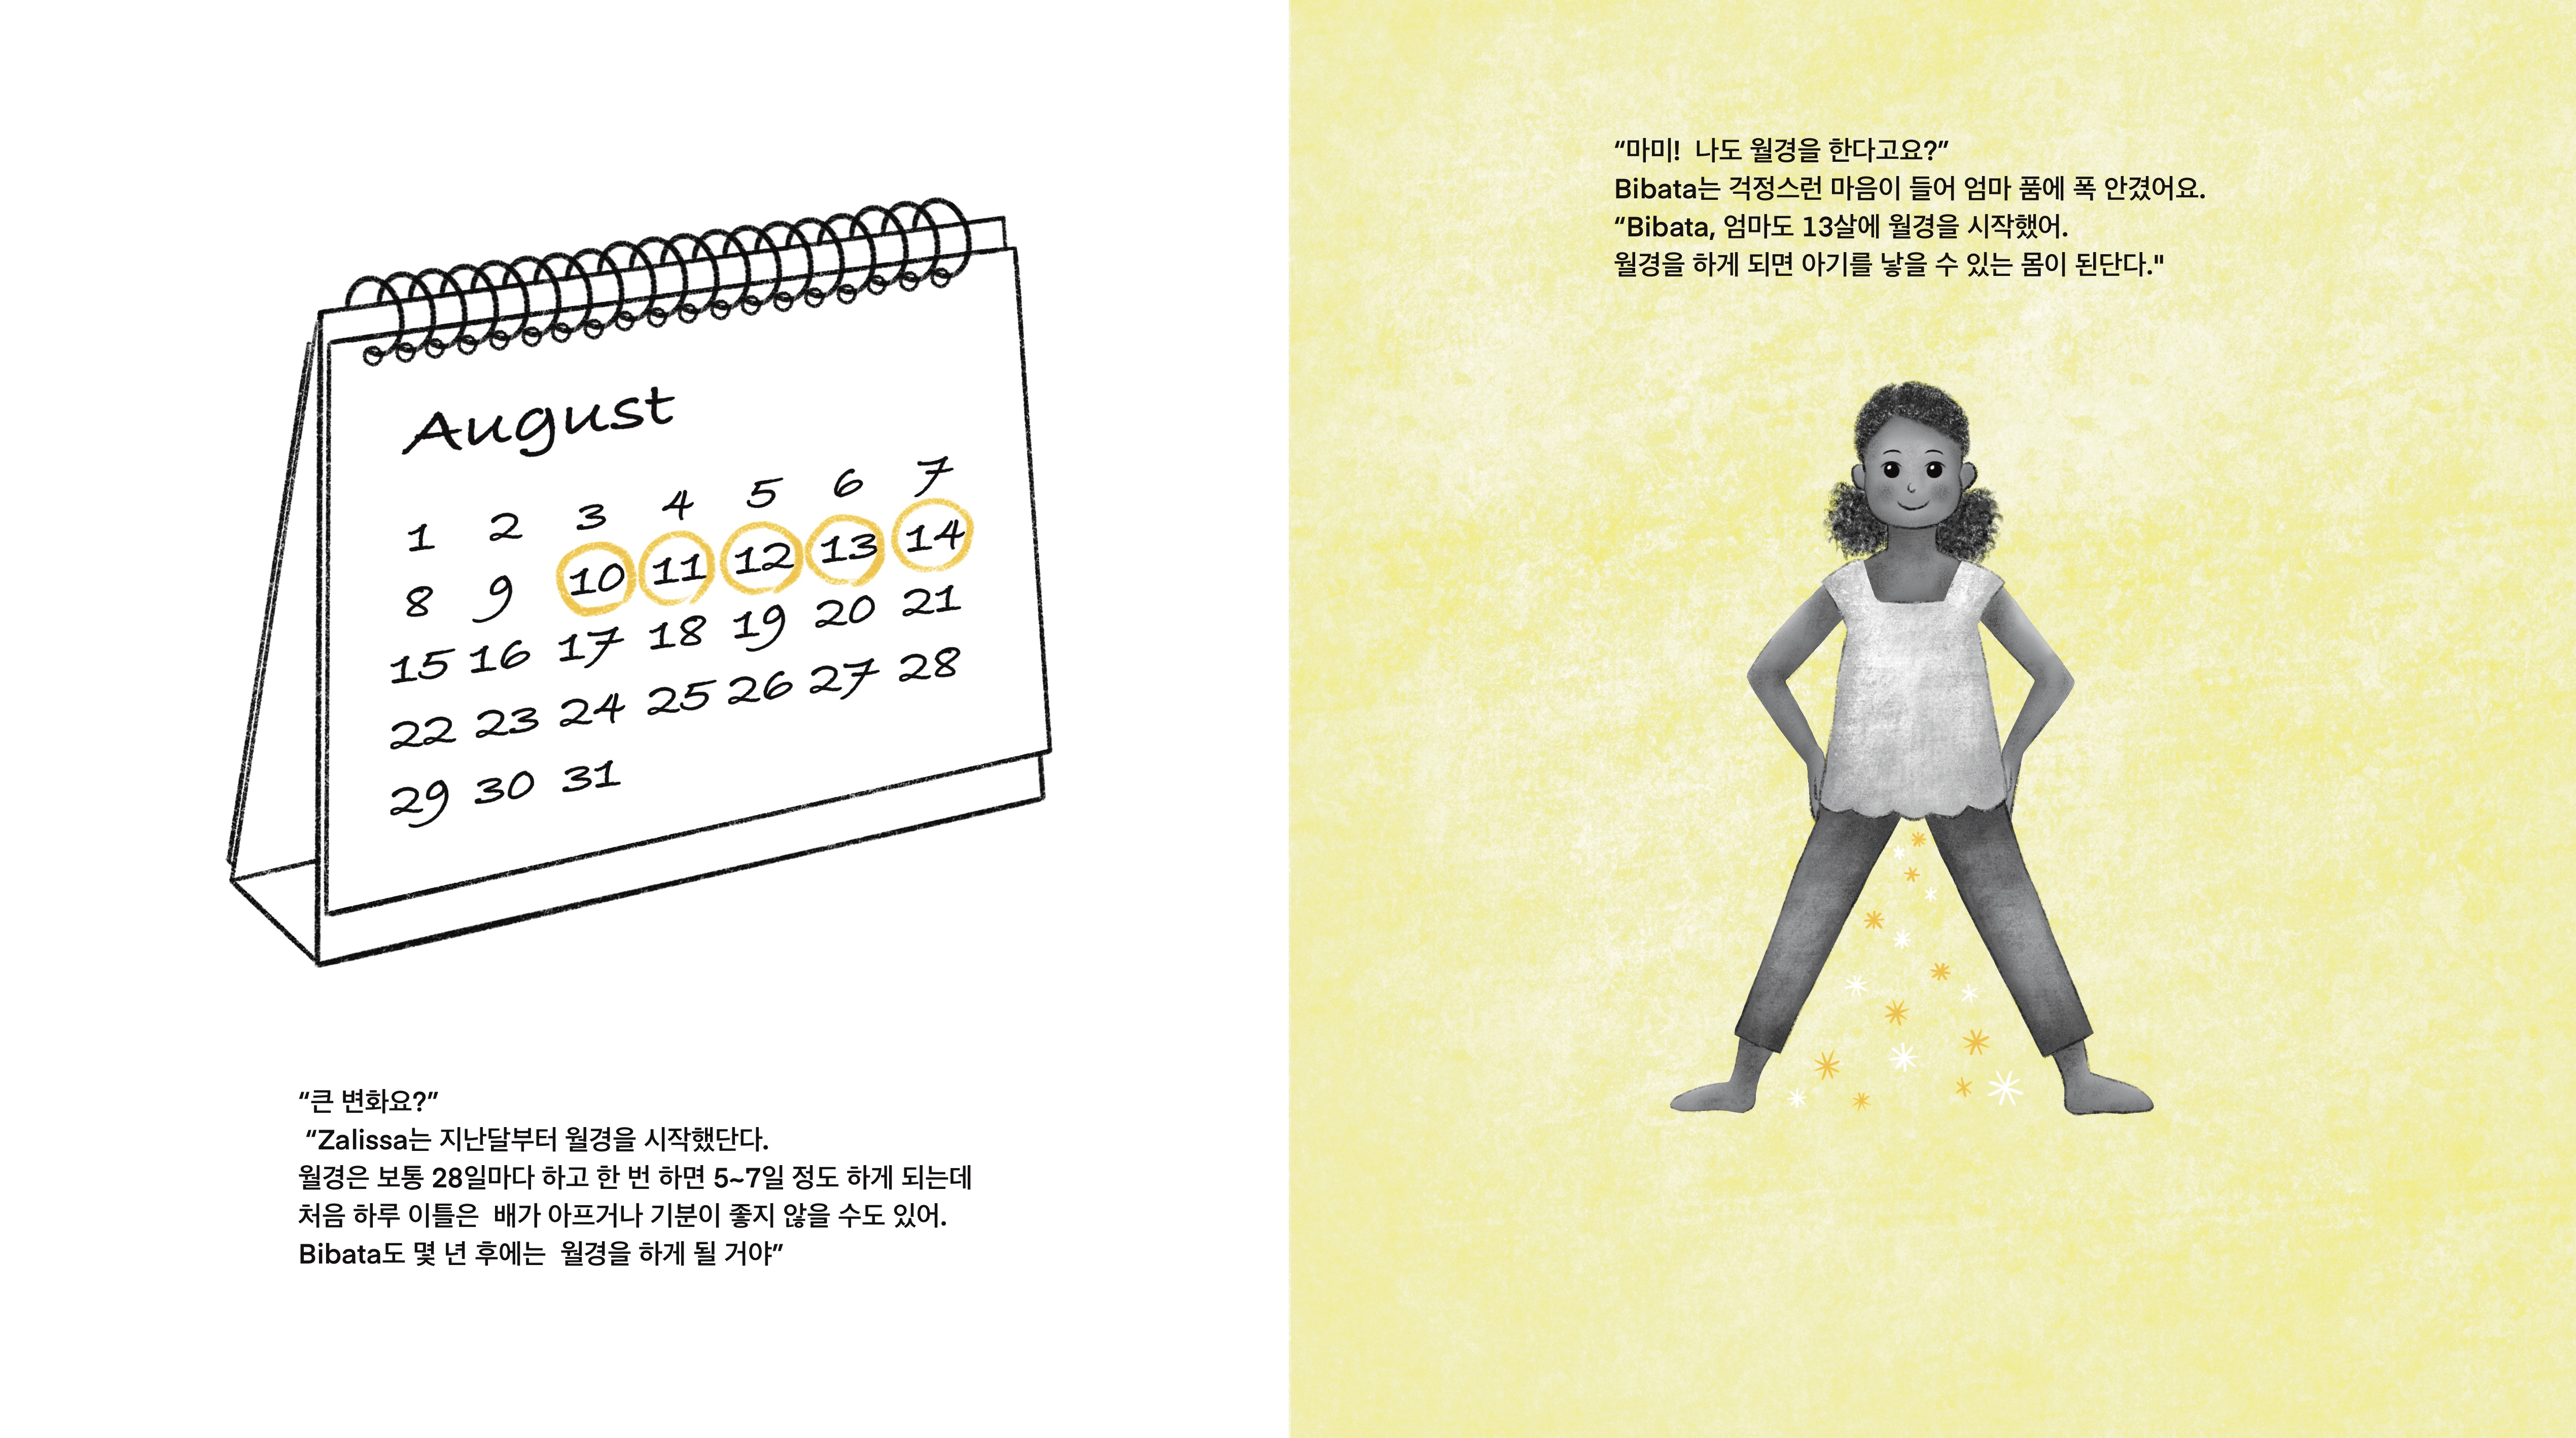 August
1 2 3 4 5 6 7
8 9 10 11 12 13 14
15 16 17 18 19 20 21
22 23 24 25 26 27 28
29 30 31
“큰 변화요?”
“Zalissa는 지난달부터 월경을 시작했단다.
월경은 보통 28일마다 하고 한 번 하면 5~7일 정도 하게 되는데
처음 하루 이틀은 배가 아프거나 기분이 좋지 않을 수도 있어.
Bibata도 몇 년 후에는 월경을 하게 될 거야”
“마미! 나도 월경을 한다고요?”
Bibata는 걱정스런 마음이 들어 엄마 품에 폭 안겼어요.
“Bibata, 엄마도 13살에 월경을 시작했어.
월경을 하게 되면 아기를 낳을 수 있는 몸이 된단다."